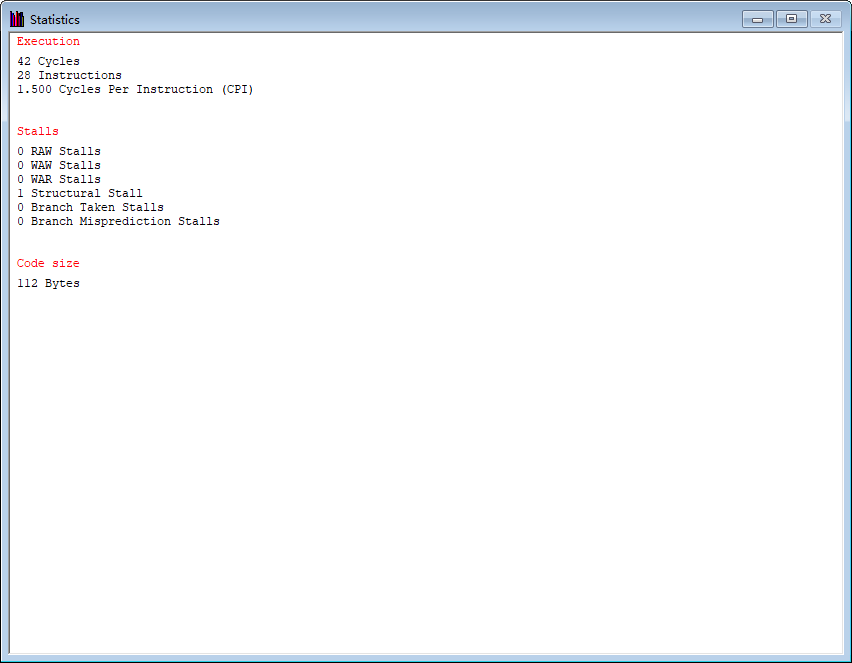 Statistics
Execution
42 Cycles
28 Instructions
1.500 Cycles Per Instruction (CPI)
Stalls
0 RAW Stalls
0 WAW Stalls
0 WAR Stalls
1 Structural Stall
0 Branch Taken Stalls
0 Branch Misprediction Stalls
Code size
112 Bytes